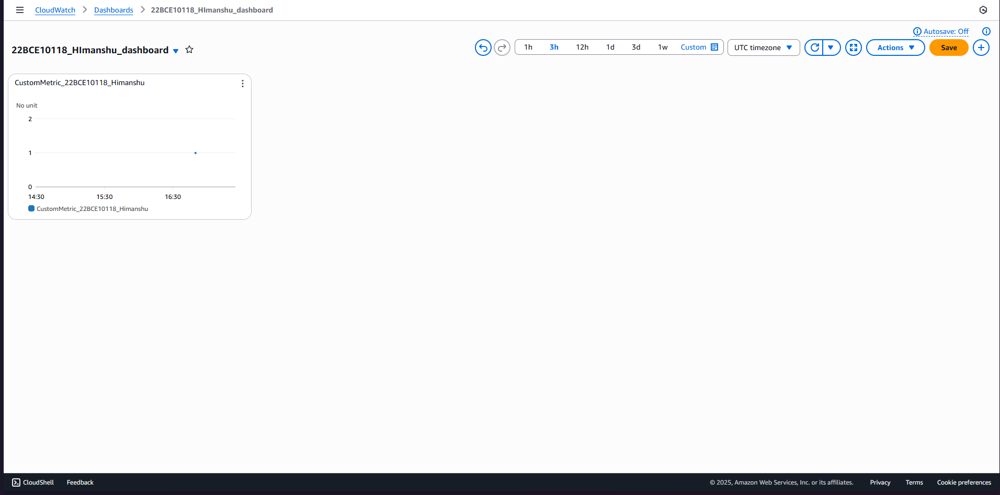 CloudWatch > Dashboards > 22BCE10118_HImanshu_dashboard
Autosave: Off
22BCE10118_HImanshu_dashboard
1h 3h 12h 1d 3d 1w Custom UTC timezone Actions Save
CustomMetric_22BCE10118_Himanshu
No unit
2
1
0
14:30 15:30 16:30
CustomMetric_22BCE10118_Himanshu
CloudShell Feedback © 2025, Amazon Web Services, Inc. or its affiliates. Privacy Terms Cookie preferences